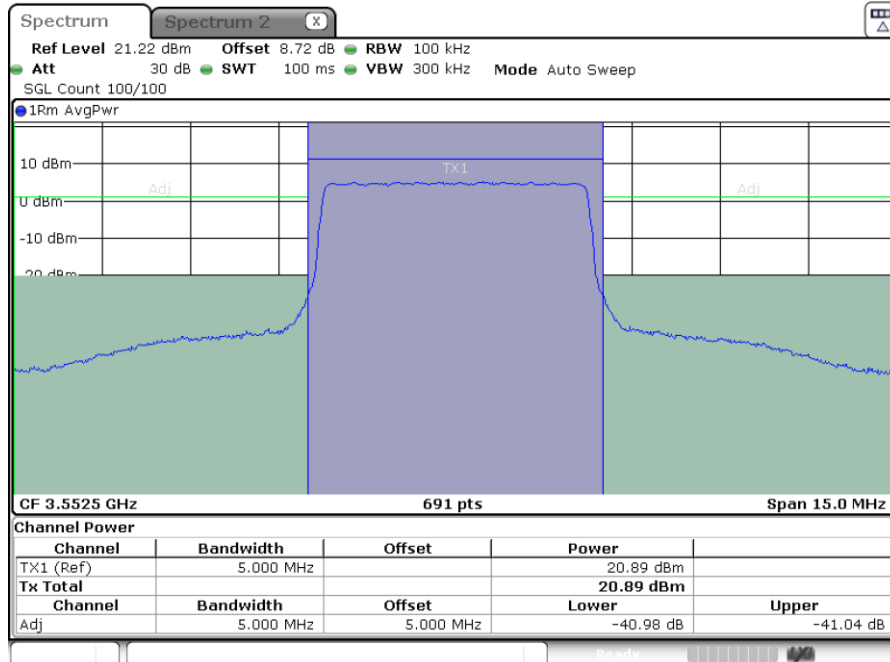 Spectrum Spectrum 2 X
Ref Level 21.22 dBm Offset 8.72 dB RBW 100 kHz
Att 30 dB SWT 100 ms VBW 300 kHz Mode Auto Sweep
SGL Count 100/100
1Rm AvgPwr
10 dBm
TX1
Adj Adj
0 dBm
-10 dBm
-20 dBm
CF 3.5525 GHz 691 pts Span 15.0 MHz
Channel Power
Channel Bandwidth Offset Power
TX1 (Ref) 5.000 MHz 20.89 dBm
Tx Total 20.89 dBm
Channel Bandwidth Offset Lower Upper
Adj 5.000 MHz 5.000 MHz -40.98 dB -41.04 dB
Ready